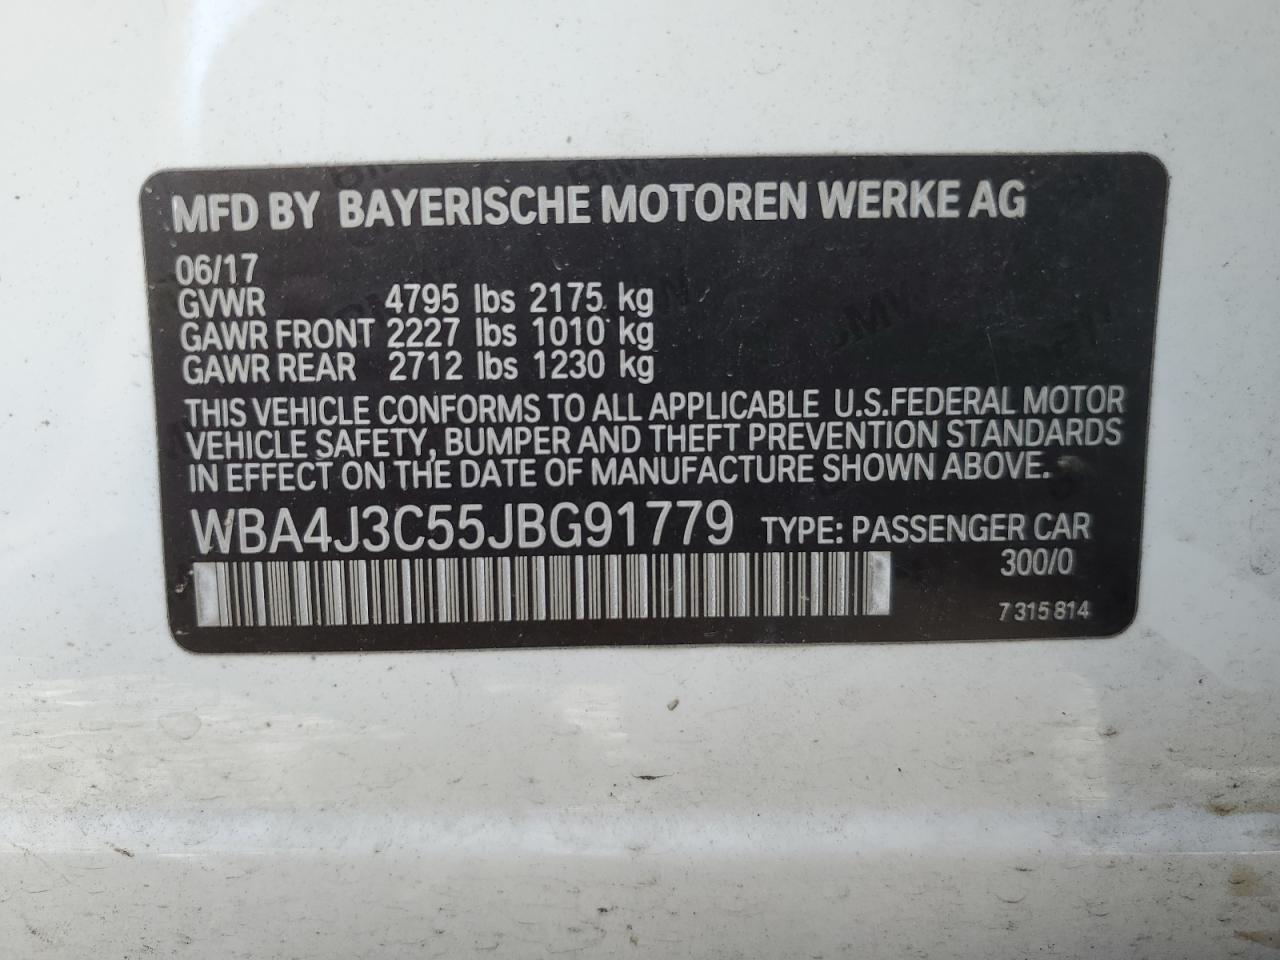 MFD BY BAYERISCHE MOTOREN WERKE AG
06/17
GVWR 4795 lbs 2175 kg
GAWR FRONT 2227 lbs 1010 kg
GAWR REAR 2712 lbs 1230 kg
THIS VEHICLE CONFORMS TO ALL APPLICABLE U.S.FEDERAL MOTOR
VEHICLE SAFETY, BUMPER AND THEFT PREVENTION STANDARDS
IN EFFECT ON THE DATE OF MANUFACTURE SHOWN ABOVE.
WBA4J3C55JBG91779 TYPE: PASSENGER CAR
300/0
7 315 814